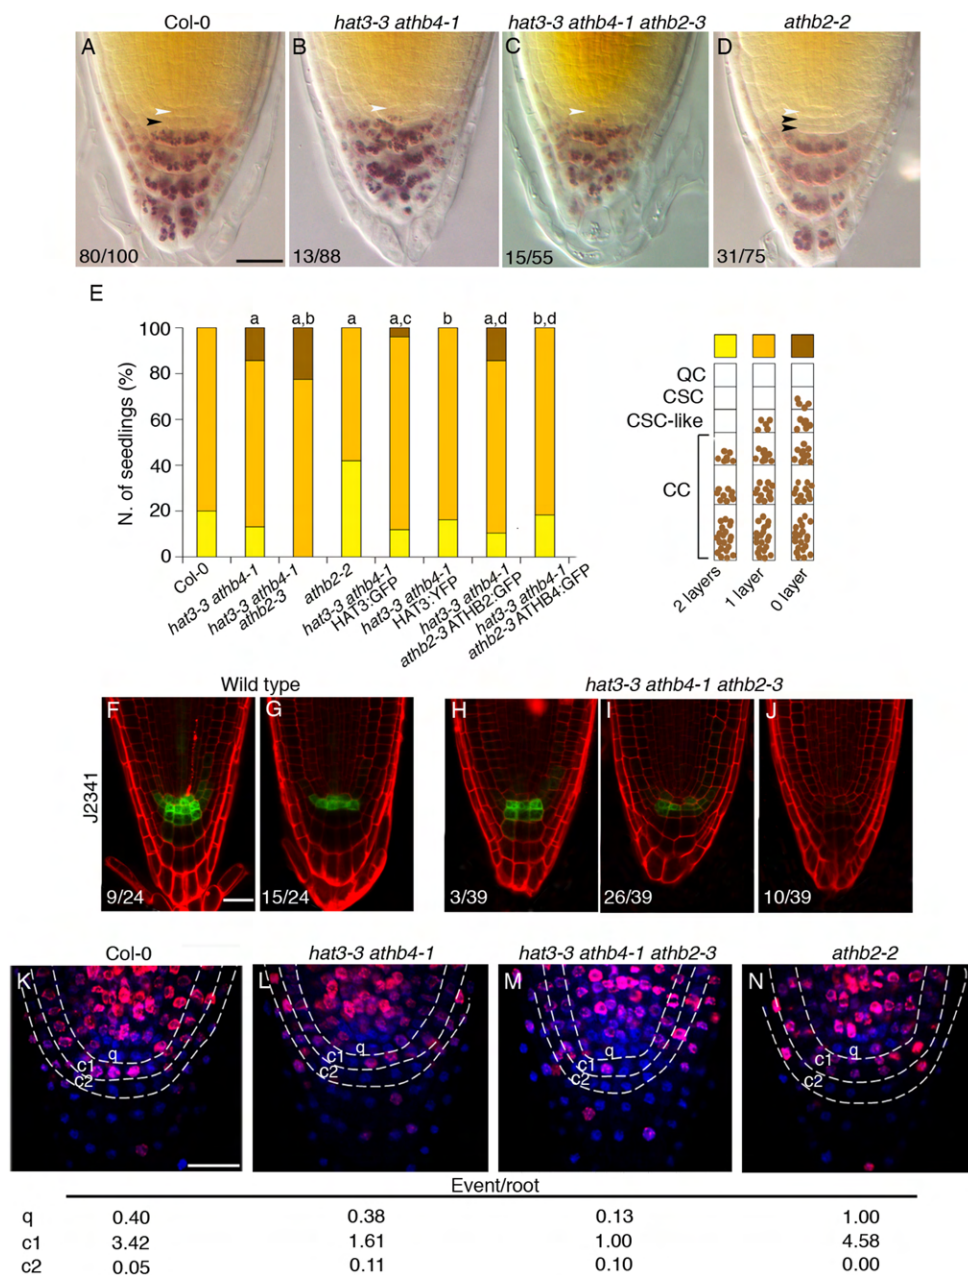 Col-0
hat3-3 athb4-1
hat3-3 athb4-1 athb2-3
athb2-2
A
B
C
D
80/100
13/88
15/55
31/75
E
N. of seedlings (%)
100
80
60
40
20
0
a
a,b
a
a,c
b
a,d
b,d
Col-0
hat3-3 athb4-1
hat3-3 athb4-1
athb2-3
athb2-2
hat3-3 athb4-1
HAT3:GFP
hat3-3 athb4-1
HAT3:YFP
hat3-3 athb4-1
athb2-3 ATHB2:GFP
hat3-3 athb4-1
athb2-3 ATHB4:GFP
QC
CSC
CSC-like
CC
2 layers
1 layer
0 layer
Wild type
hat3-3 athb4-1 athb2-3
J2341
F
G
H
I
J
9/24
15/24
3/39
26/39
10/39
Col-0
hat3-3 athb4-1
hat3-3 athb4-1 athb2-3
athb2-2
K
q
c1
c2
L
q
c1
c2
M
q
c1
c2
N
q
c1
c2
Event/root
q 0.40 0.38 0.13 1.00
c1 3.42 1.61 1.00 4.58
c2 0.05 0.11 0.10 0.00